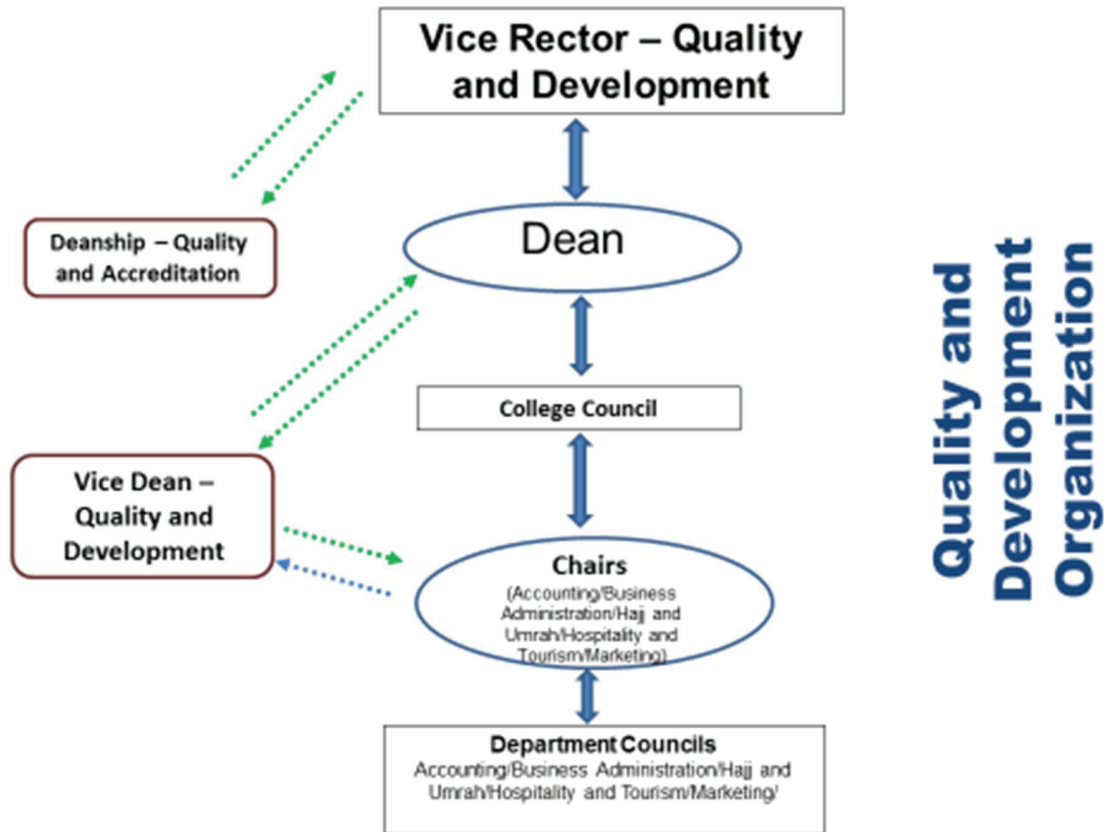 Vice Rector – Quality
and Development
Deanship – Quality
and Accreditation
Dean
College Council
Vice Dean –
Quality and
Development
Chairs
(Accounting/Business
Administration/Hajj and
Umrah/Hospitality and
Tourism/Marketing)
Department Councils
Accounting/Business Administration/Hajj and
Umrah/Hospitality and Tourism/Marketing/
Quality and
Development
Organization